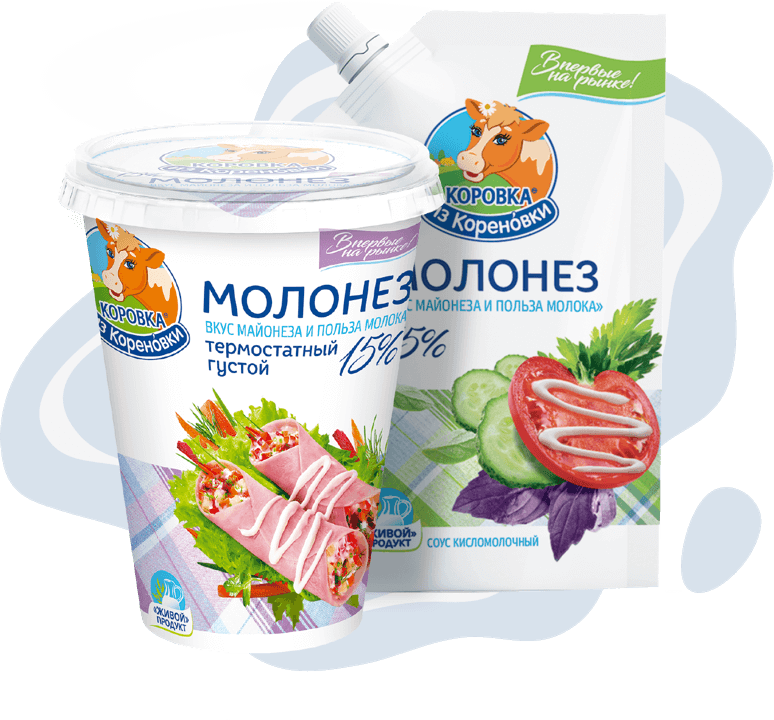 Впервые
на рынке!
КОРОВКА®
ИЗ КОРЕНОВКИ
МОЛОНЕЗ
КОРОВКА®
из Кореновки
МОЛОНЕЗ
С МАЙОНЕЗА И ПОЛЬЗА МОЛОКА»
5%
СОУС КИСЛОМОЛОЧНЫЙ
Впервые
на рынке!
КОРОВКА®
из Кореновки
МОЛОНЕЗ
ВКУС МАЙОНЕЗА И ПОЛЬЗА МОЛОКА
термостатный
густой
15%
«ЖИВОЙ»
ПРОДУКТ
«ЖИВОЙ»
ПРОДУКТ